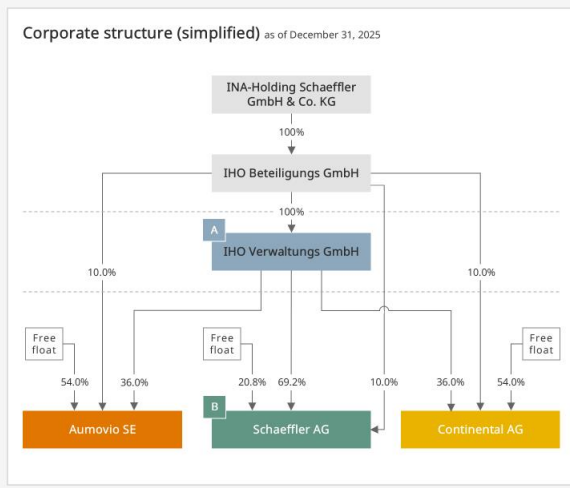 Corporate structure (simplified) as of December 31, 2025
INA-Holding Schaeffler
GmbH & Co. KG
100%
IHO Beteiligungs GmbH
100%
A
IHO Verwaltungs GmbH
10.0%
10.0%
Free
float
Free
float
Free
float
54.0%
36.0%
20.8%
69.2%
10.0%
36.0%
54.0%
Aumovio SE
B
Schaeffler AG
Continental AG